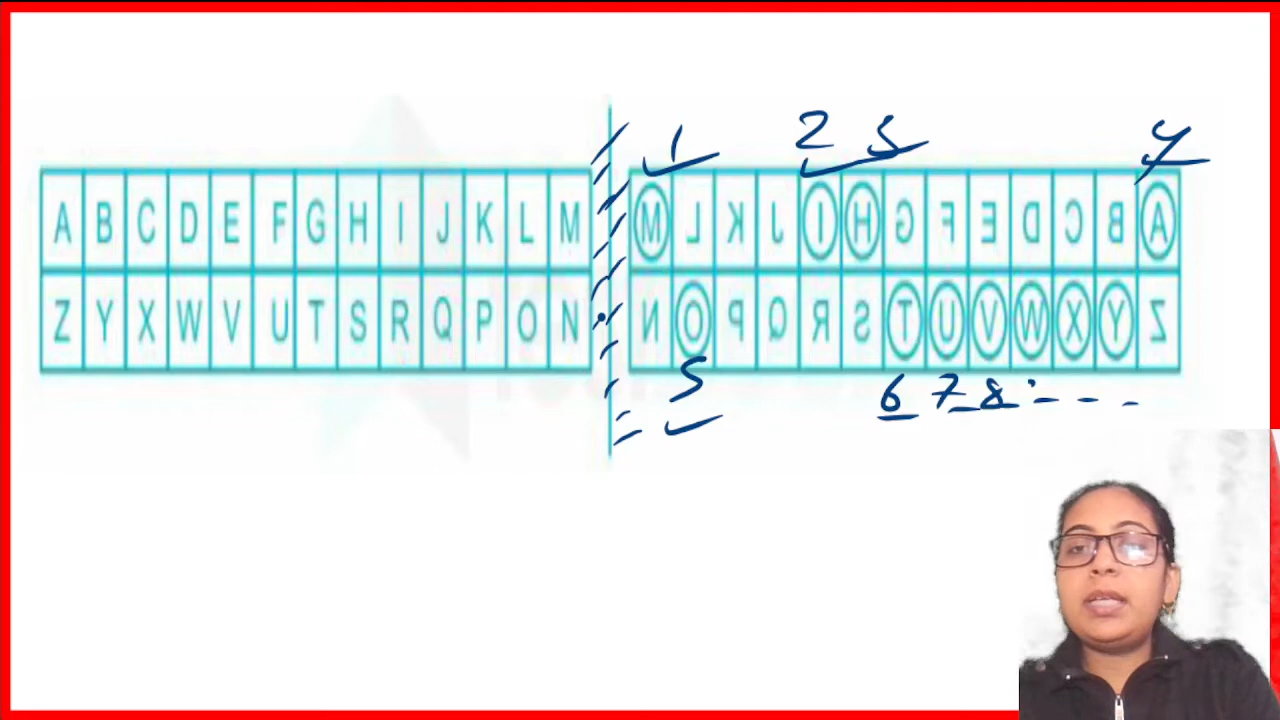 1 2 3 4
A B C D E F G H I J K L M M L K J I H G F E D C B A
Z Y X W V U T S R Q P O N N O P Q R S T U V W X Y Z
5 6 7 8 - - - -